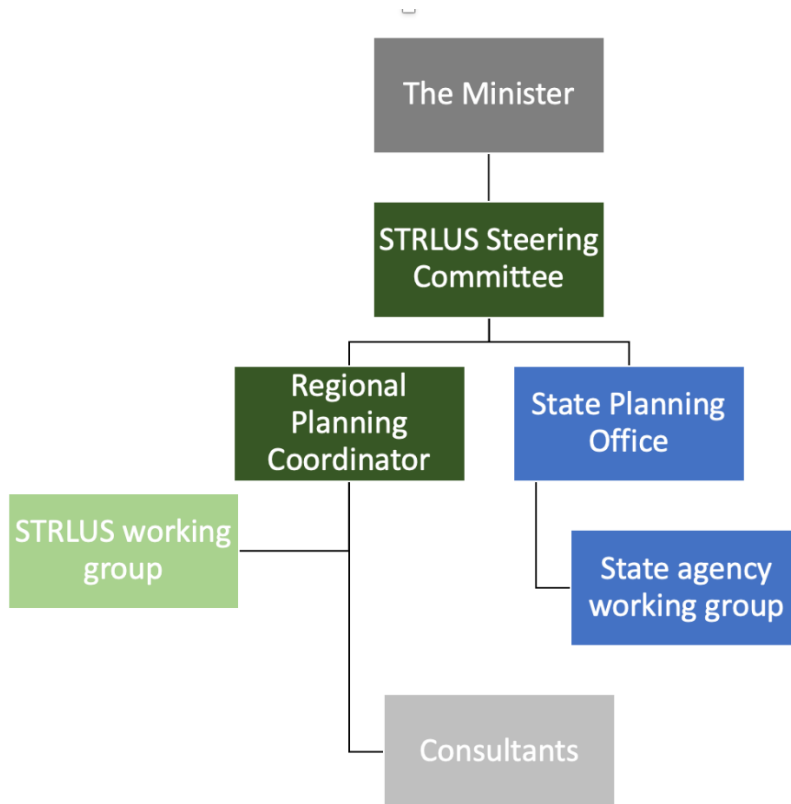 The Minister
STRLUS Steering
Committee
Regional
Planning
Coordinator
State Planning
Office
STRLUS working
group
State agency
working group
Consultants